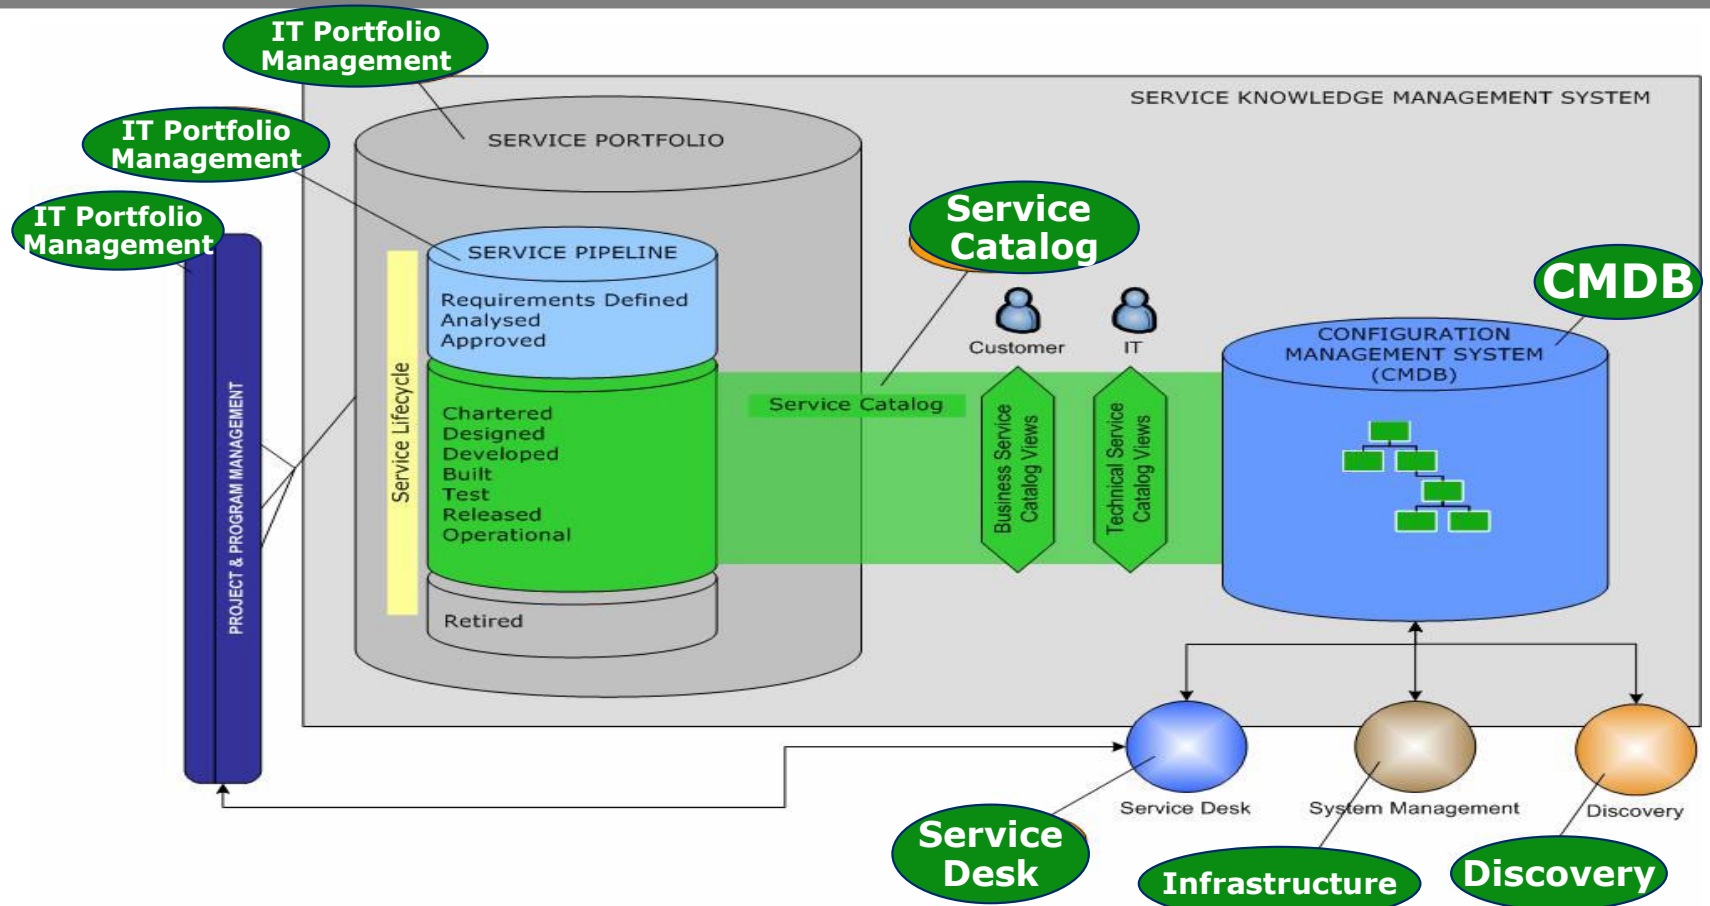 IT Portfolio
Management
SERVICE KNOWLEDGE MANAGEMENT SYSTEM
IT Portfolio
Management
SERVICE PORTFOLIO
IT Portfolio
Management
Service
Catalog
SERVICE PIPELINE
Requirements Defined
Analysed
Approved
CMDB
Customer
IT
CONFIGURATION
MANAGEMENT SYSTEM
(CMDB)
PROJECT & PROGRAM MANAGEMENT
Service Lifecycle
Chartered
Designed
Developed
Built
Test
Released
Operational
Retired
Service Catalog
Business Service
Catalog Views
Technical Service
Catalog Views
Service Desk
System Management
Discovery
Service
Desk
Infrastructure
Discovery